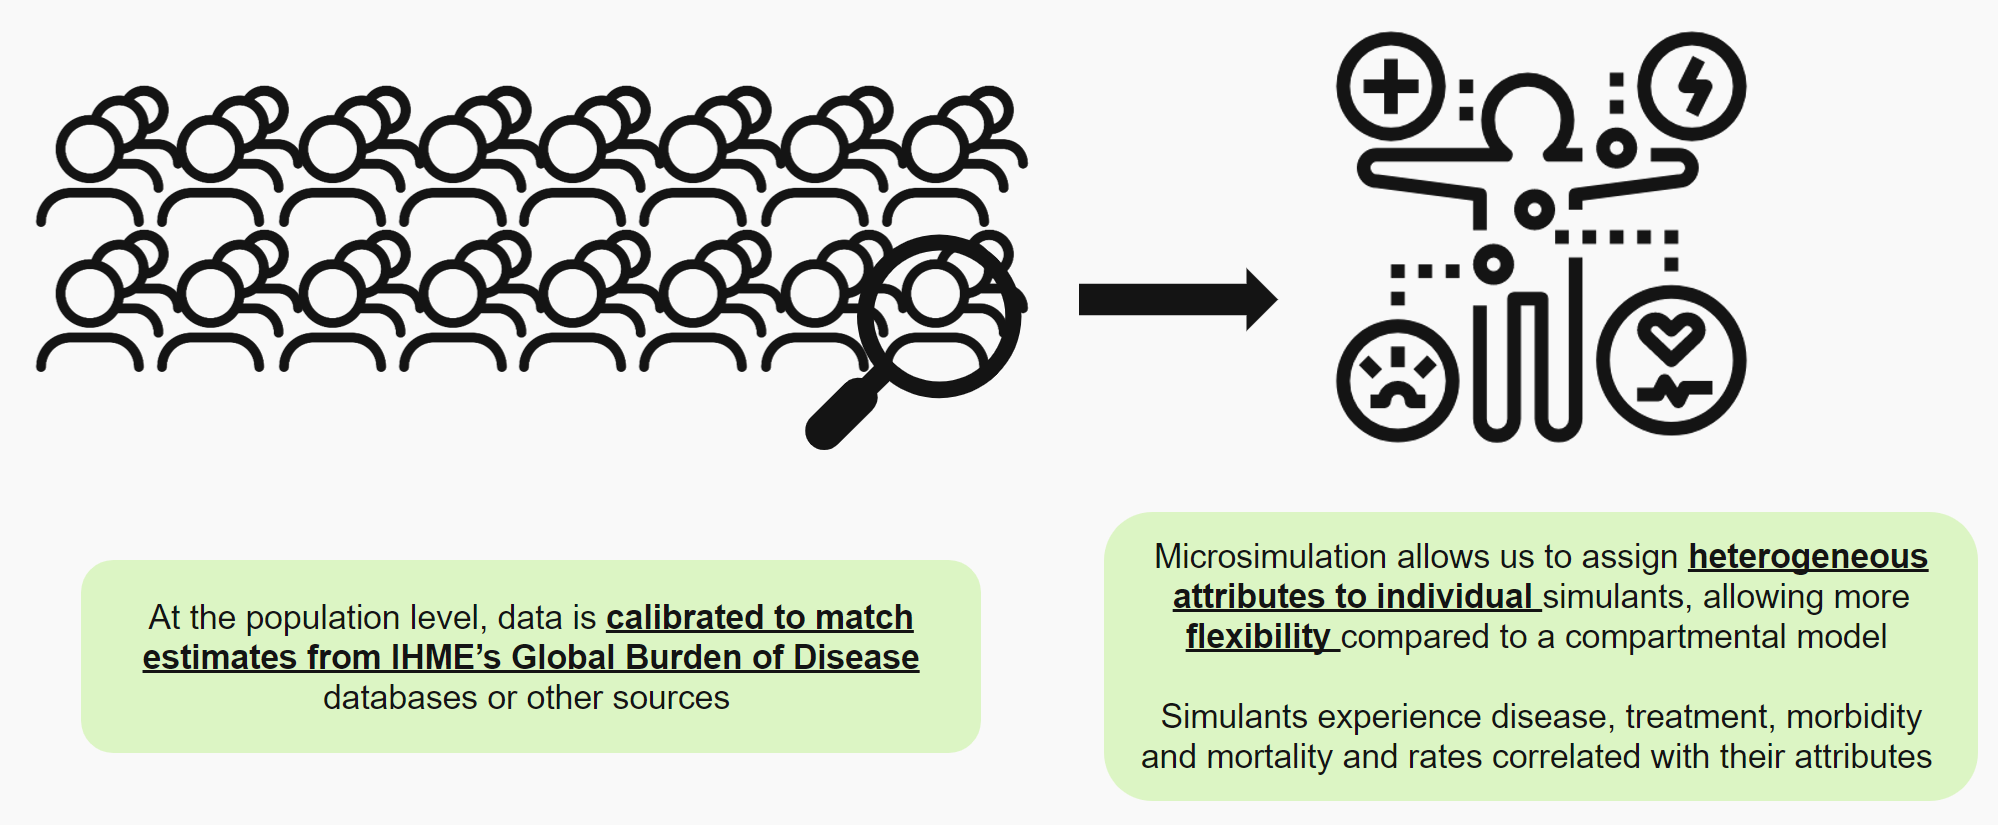 At the population level, data is calibrated to match
estimates from IHME’s Global Burden of Disease
databases or other sources
Microsimulation allows us to assign heterogeneous
attributes to individual simulants, allowing more
flexibility compared to a compartmental model
Simulants experience disease, treatment, morbidity
and mortality and rates correlated with their attributes